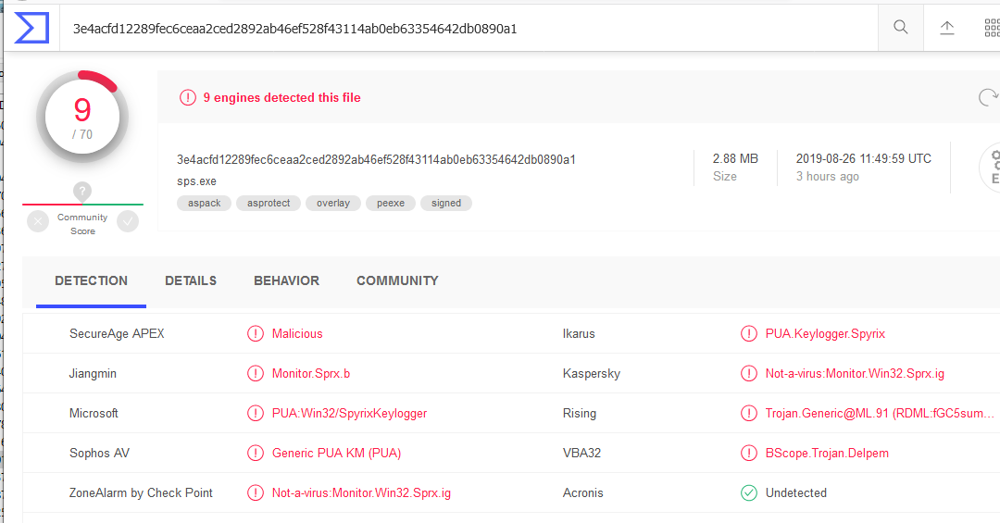 3e4acfd12289fec6ceaa2ced2892ab46ef528f43114ab0eb63354642db0890a1
9
/ 70
?
Community
Score
9 engines detected this file
3e4acfd12289fec6ceaa2ced2892ab46ef528f43114ab0eb63354642db0890a1
sps.exe
aspack asprotect overlay peexe signed
2.88 MB
Size
2019-08-26 11:49:59 UTC
3 hours ago
E
DETECTION DETAILS BEHAVIOR COMMUNITY
SecureAge APEX Malicious Ikarus PUA.Keylogger.Spyrix
Jiangmin Monitor.Sprx.b Kaspersky Not-a-virus:Monitor.Win32.Sprx.ig
Microsoft PUA:Win32/SpyrixKeylogger Rising Trojan.Generic@ML.91 (RDML:fGC5sum...
Sophos AV Generic PUA KM (PUA) VBA32 BScope.Trojan.Delpem
ZoneAlarm by Check Point Not-a-virus:Monitor.Win32.Sprx.ig Acronis Undetected